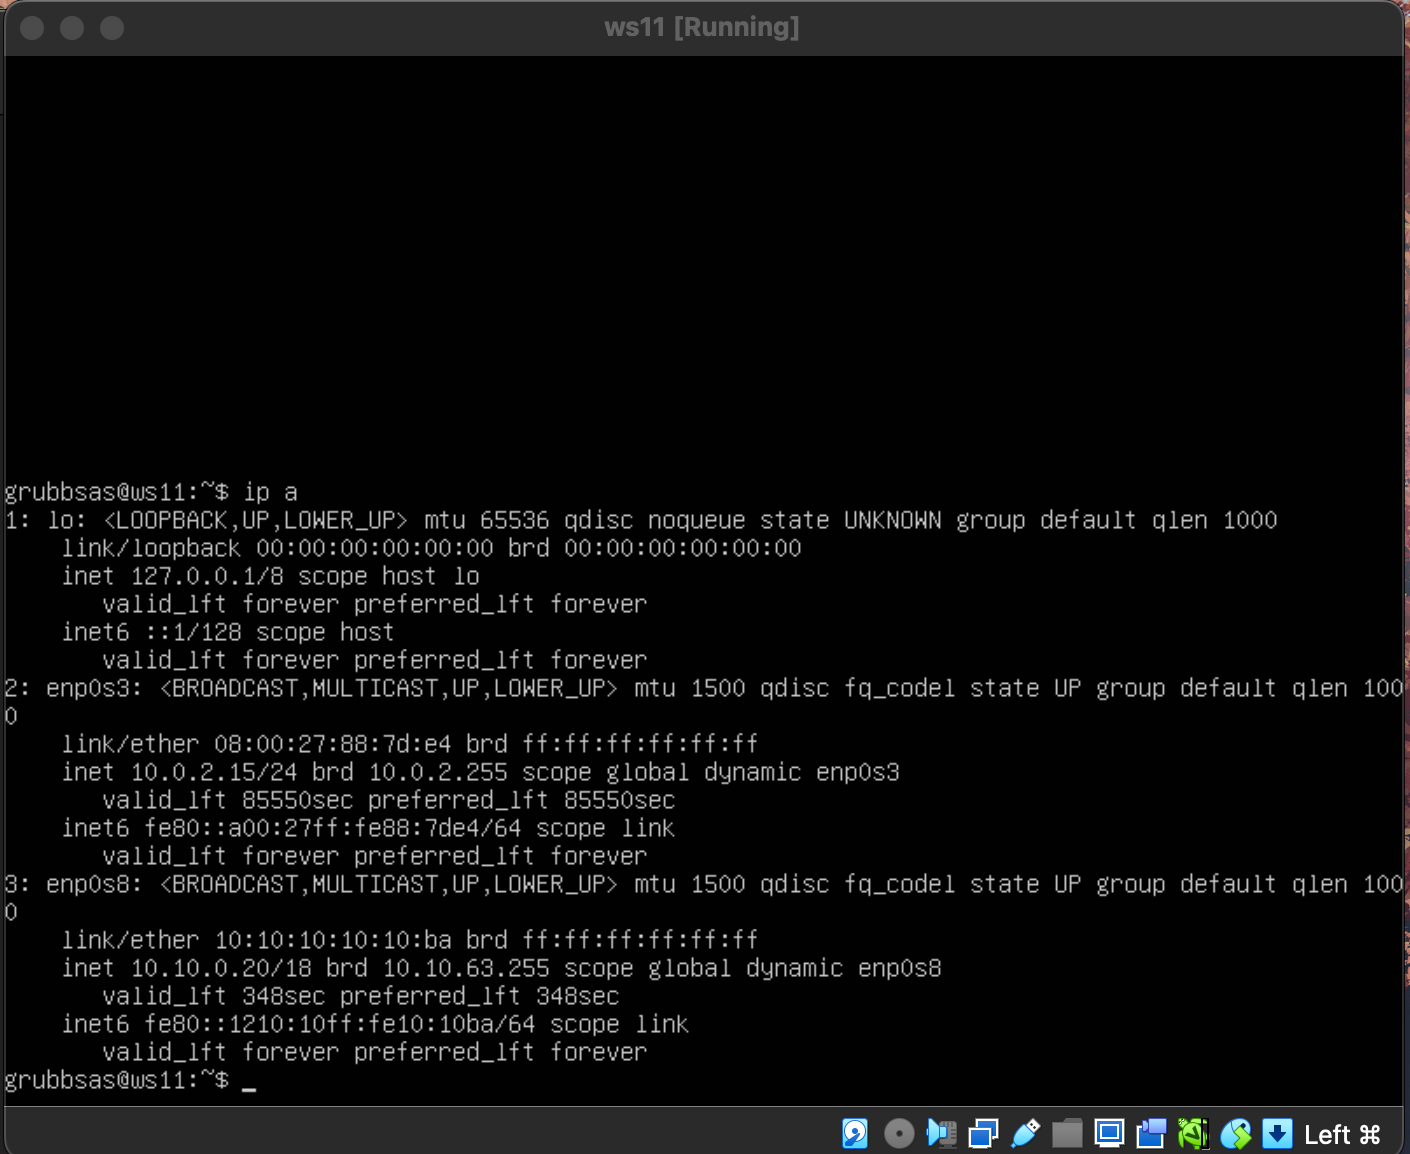 ws11 [Running]
grubbsas@ws11:~$ ip a
1: lo: <LOOPBACK,UP,LOWER_UP> mtu 65536 qdisc noqueue state UNKNOWN group default qlen 1000
    link/loopback 00:00:00:00:00:00 brd 00:00:00:00:00:00
    inet 127.0.0.1/8 scope host lo
       valid_lft forever preferred_lft forever
    inet6 ::1/128 scope host
       valid_lft forever preferred_lft forever
2: enp0s3: <BROADCAST,MULTICAST,UP,LOWER_UP> mtu 1500 qdisc fq_codel state UP group default qlen 100
0
    link/ether 08:00:27:88:7d:e4 brd ff:ff:ff:ff:ff:ff
    inet 10.0.2.15/24 brd 10.0.2.255 scope global dynamic enp0s3
       valid_lft 85550sec preferred_lft 85550sec
    inet6 fe80::a00:27ff:fe88:7de4/64 scope link
       valid_lft forever preferred_lft forever
3: enp0s8: <BROADCAST,MULTICAST,UP,LOWER_UP> mtu 1500 qdisc fq_codel state UP group default qlen 100
0
    link/ether 10:10:10:10:10:ba brd ff:ff:ff:ff:ff:ff
    inet 10.10.0.20/18 brd 10.10.63.255 scope global dynamic enp0s8
       valid_lft 348sec preferred_lft 348sec
    inet6 fe80::1210:10ff:fe10:10ba/64 scope link
       valid_lft forever preferred_lft forever
grubbsas@ws11:~$ _
Left ⌘